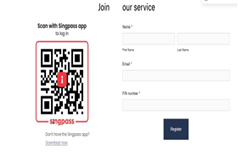 Join our service
Scan with Singpass app
to log in
singpass
Don't have the Singpass app?
Download now
Name *
First Name
Last Name
Email *
FIN number *
Register